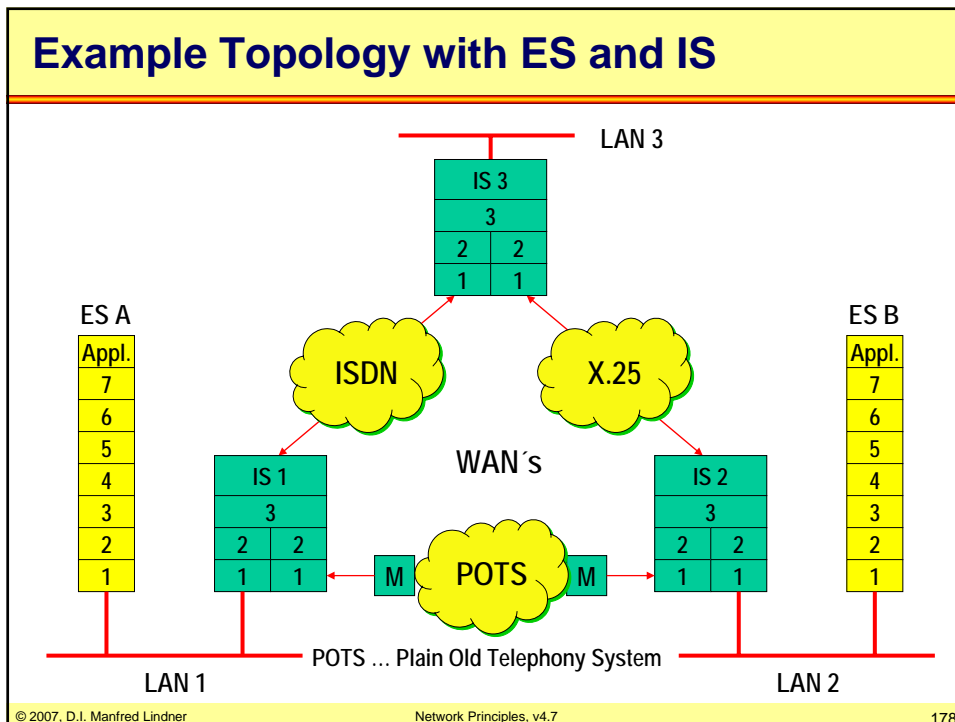 Example Topology with ES and IS
LAN 3
IS 3
3
2 2
1 1
ES A
Appl.
7
6
5
4
3
2
1
ISDN
X.25
ES B
Appl.
7
6
5
4
3
2
1
WAN´s
IS 1
3
2 2
1 1
M
POTS
M
IS 2
3
2 2
1 1
POTS ... Plain Old Telephony System
LAN 1
LAN 2
© 2007, D.I. Manfred Lindner
Network Principles, v4.7
178